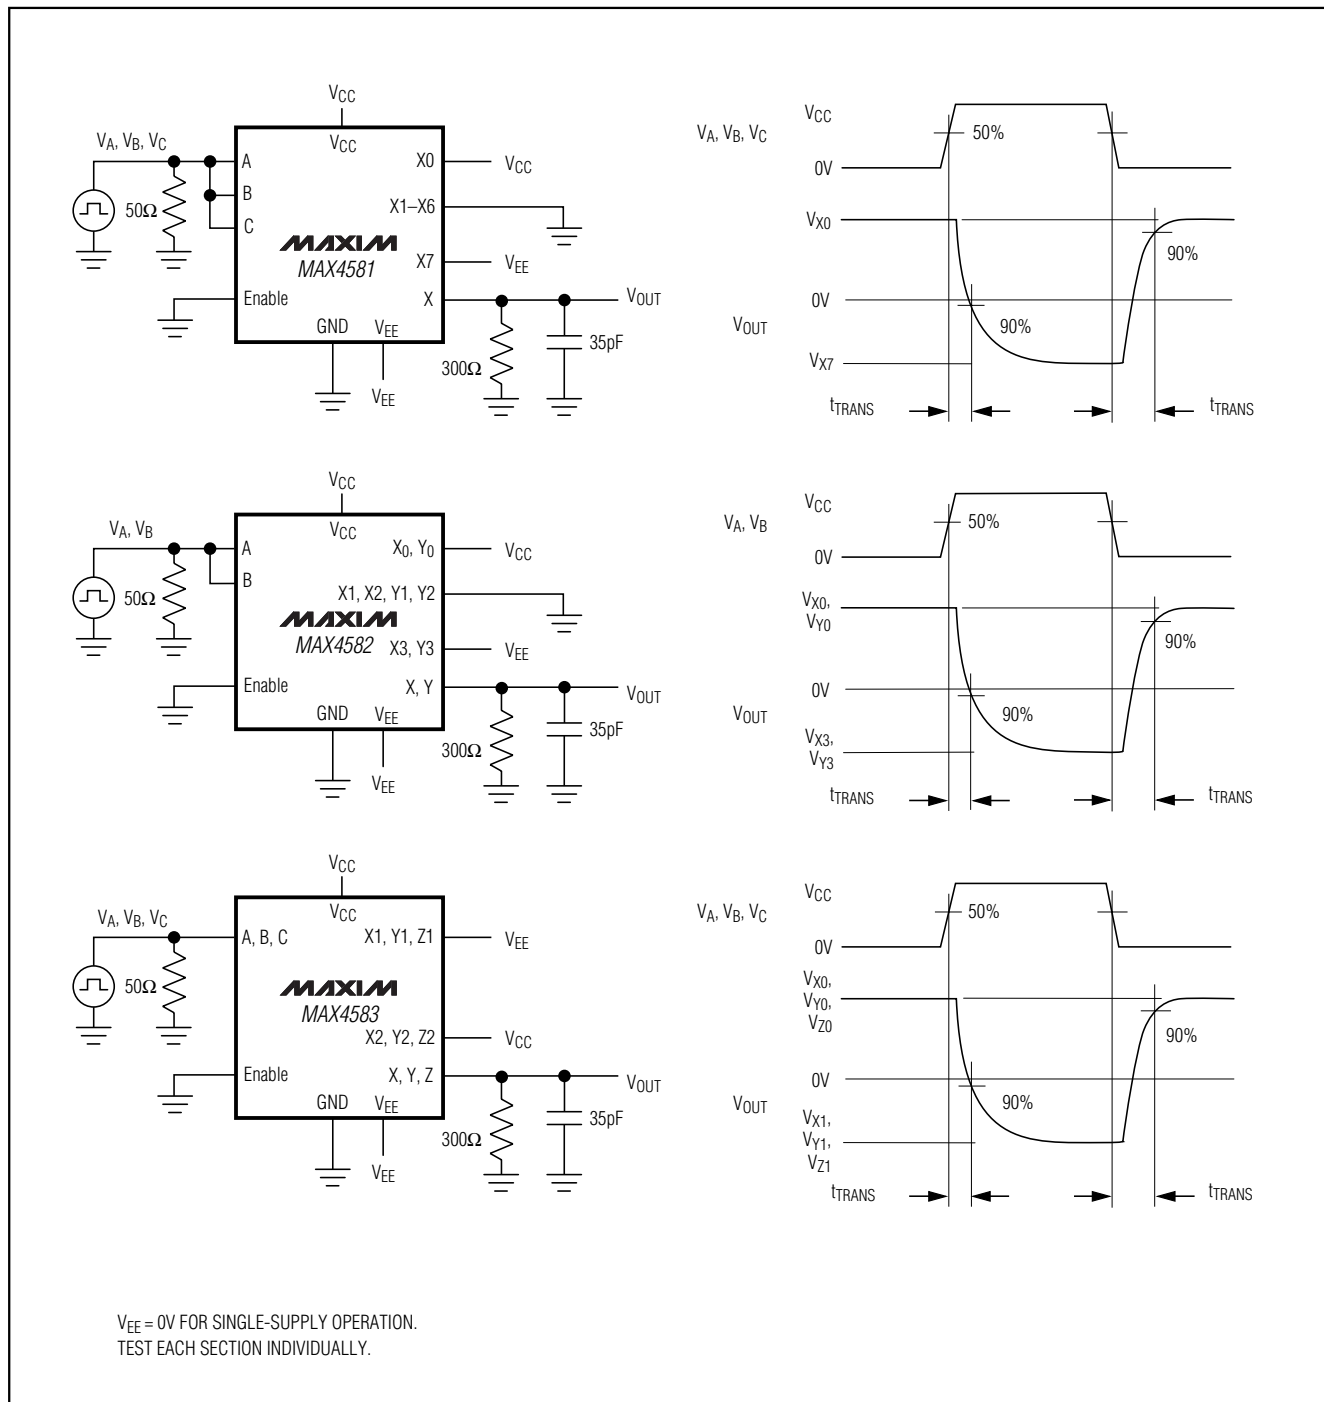 VCC
VA, VB, VC
50Ω
VCC
A
B
C
X0
VCC
X1–X6
MAXIM
MAX4581
X7
VEE
Enable
X
VOUT
GND
VEE
300Ω
35pF
VEE
VA, VB, VC
VCC
50%
0V
VX0
90%
0V
VOUT
90%
VX7
tTRANS
tTRANS
VCC
VA, VB
50Ω
VCC
A
B
X0, Y0
VCC
X1, X2, Y1, Y2
MAXIM
MAX4582
X3, Y3
VEE
Enable
X, Y
VOUT
GND
VEE
300Ω
35pF
VEE
VA, VB
VCC
50%
0V
VX0,
VY0
90%
0V
VOUT
90%
VX3,
VY3
tTRANS
tTRANS
VCC
VA, VB, VC
50Ω
VCC
A, B, C
X1, Y1, Z1
VEE
MAXIM
MAX4583
X2, Y2, Z2
VCC
Enable
X, Y, Z
VOUT
GND
VEE
300Ω
35pF
VEE
VA, VB, VC
VCC
50%
0V
VX0,
VY0,
VZ0
90%
0V
VOUT
90%
VX1,
VY1,
VZ1
tTRANS
tTRANS
VEE = 0V FOR SINGLE-SUPPLY OPERATION.
TEST EACH SECTION INDIVIDUALLY.